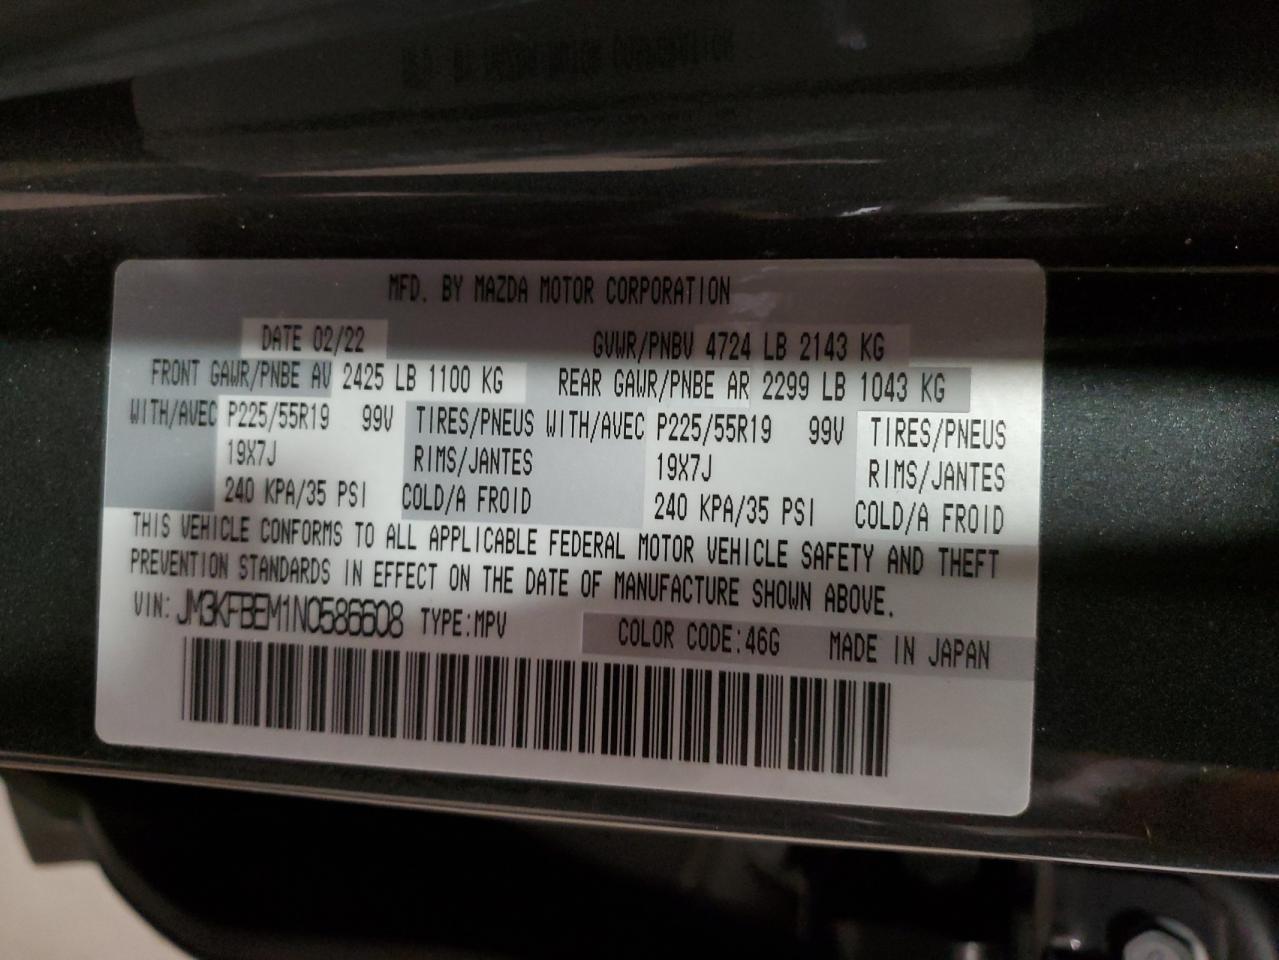 MFD. BY MAZDA MOTOR CORPORATION
DATE 02/22 GVWR/PNBV 4724 LB 2143 KG
FRONT GAWR/PNBE AV 2425 LB 1100 KG REAR GAWR/PNBE AR 2299 LB 1043 KG
WITH/AVEC P225/55R19 99V TIRES/PNEUS WITH/AVEC P225/55R19 99V TIRES/PNEUS
19X7J RIMS/JANTES 19X7J RIMS/JANTES
240 KPA/35 PSI COLD/A FROID 240 KPA/35 PSI COLD/A FROID
THIS VEHICLE CONFORMS TO ALL APPLICABLE FEDERAL MOTOR VEHICLE SAFETY AND THEFT
PREVENTION STANDARDS IN EFFECT ON THE DATE OF MANUFACTURE SHOWN ABOVE.
VIN: JM3KFBEM1N0586608 TYPE:MPV COLOR CODE:46G MADE IN JAPAN